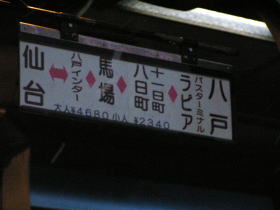 仙台
↔
八戸インター
♦
馬場
♦
八日町
十一日町
♦
ラピア
バスターミナル
八戸
大人¥4680 小人¥2340